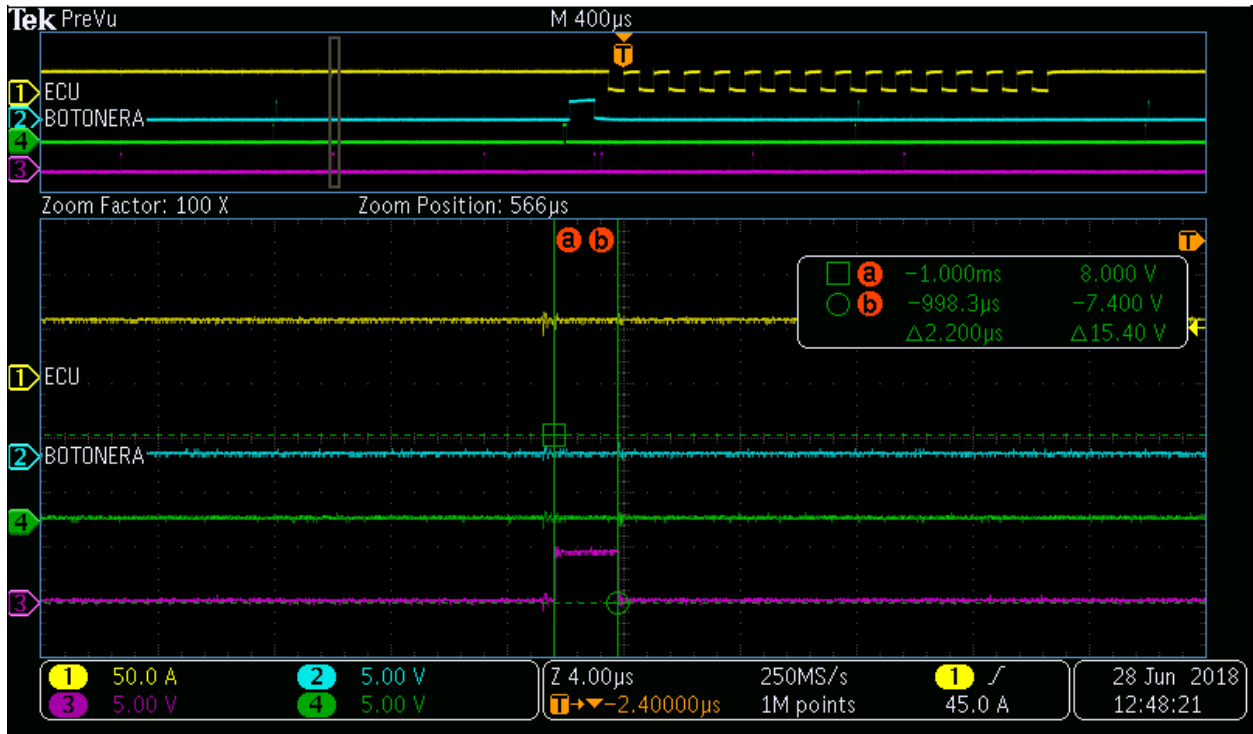 Tek PreVu M 400µs
T
1 ECU
2 BOTONERA
4
3
Zoom Factor: 100 X Zoom Position: 566µs
a b T
a −1.000ms 8.000 V
b −998.3µs −7.400 V
△2.200µs △15.40 V
1 ECU
2 BOTONERA
4
3
1 50.0 A 2 5.00 V Z 4.00µs 250MS/s 1 28 Jun 2018
3 5.00 V 4 5.00 V T→▼−2.40000µs 1M points 45.0 A 12:48:21